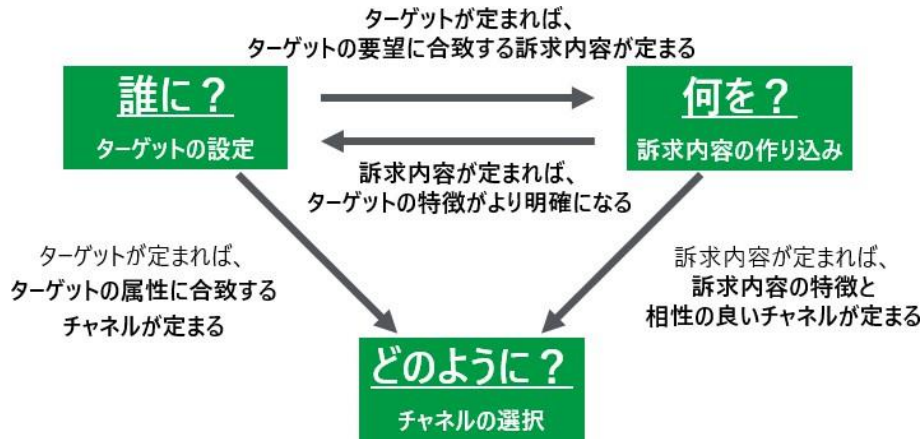 ターゲットが定まれば、
ターゲットの要望に合致する訴求内容が定まる
誰に？
ターゲットの設定
何を？
訴求内容の作り込み
訴求内容が定まれば、
ターゲットの特徴がより明確になる
ターゲットが定まれば、
ターゲットの属性に合致する
チャネルが定まる
訴求内容が定まれば、
訴求内容の特徴と
相性の良いチャネルが定まる
どのように？
チャネルの選択